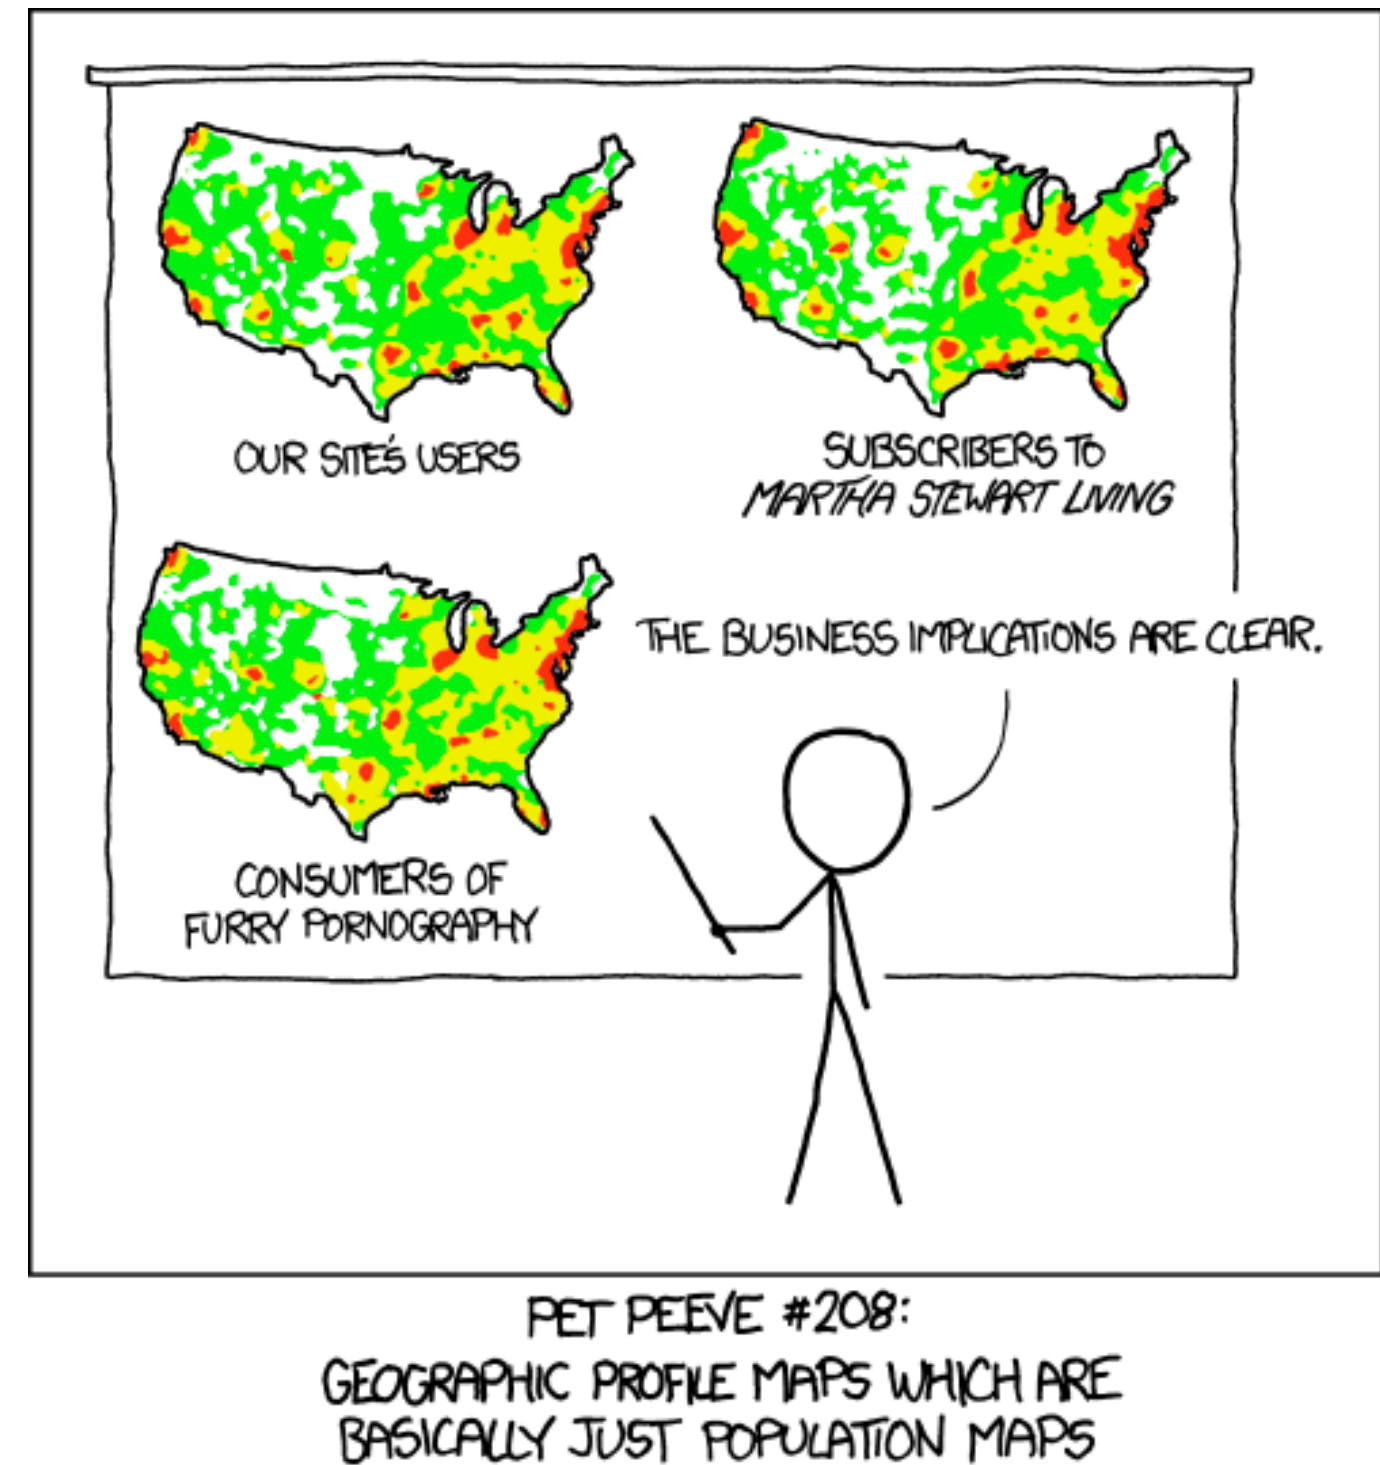 OUR SITE'S USERS
SUBSCRIBERS TO
MARTHA STEWART LIVING
CONSUMERS OF
FURRY PORNOGRAPHY
THE BUSINESS IMPLICATIONS ARE CLEAR.
PET PEEVE #208:
GEOGRAPHIC PROFILE MAPS WHICH ARE
BASICALLY JUST POPULATION MAPS